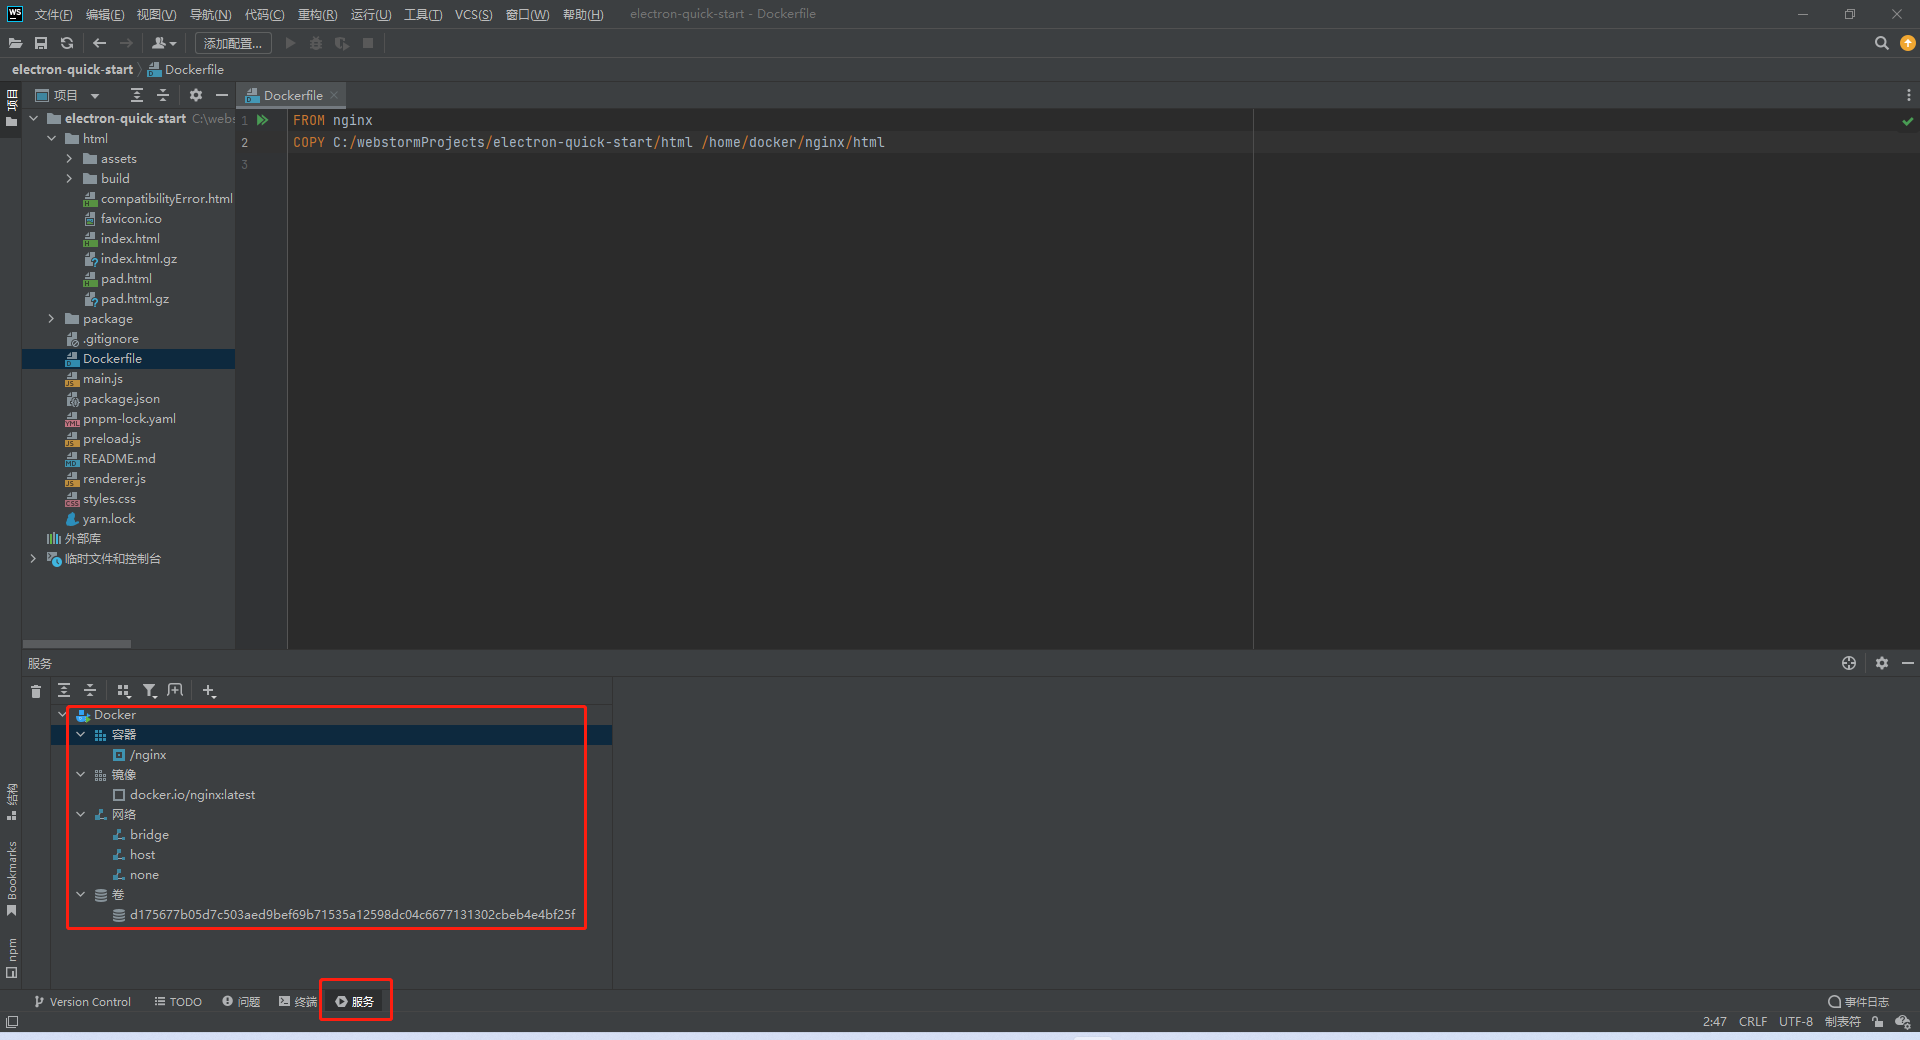 WS 文件(F) 编辑(E) 视图(V) 导航(N) 代码(C) 重构(R) 运行(U) 工具(T) VCS(S) 窗口(W) 帮助(H) electron-quick-start - Dockerfile
添加配置...
electron-quick-start Dockerfile
项目
项目
Dockerfile
electron-quick-start C:\webs
html
assets
build
compatibilityError.html
favicon.ico
index.html
index.html.gz
pad.html
pad.html.gz
package
.gitignore
Dockerfile
main.js
package.json
pnpm-lock.yaml
preload.js
README.md
renderer.js
styles.css
yarn.lock
外部库
临时文件和控制台
1 FROM nginx
2 COPY C:/webstormProjects/electron-quick-start/html /home/docker/nginx/html
3
服务
Docker
容器
/nginx
镜像
docker.io/nginx:latest
网络
bridge
host
none
卷
d175677b05d7c503aed9bef69b71535a12598dc04c6677131302cbeb4e4bf25f
结构
Bookmarks
npm
Version Control TODO 问题 终端 服务 事件日志
2:47 CRLF UTF-8 制表符